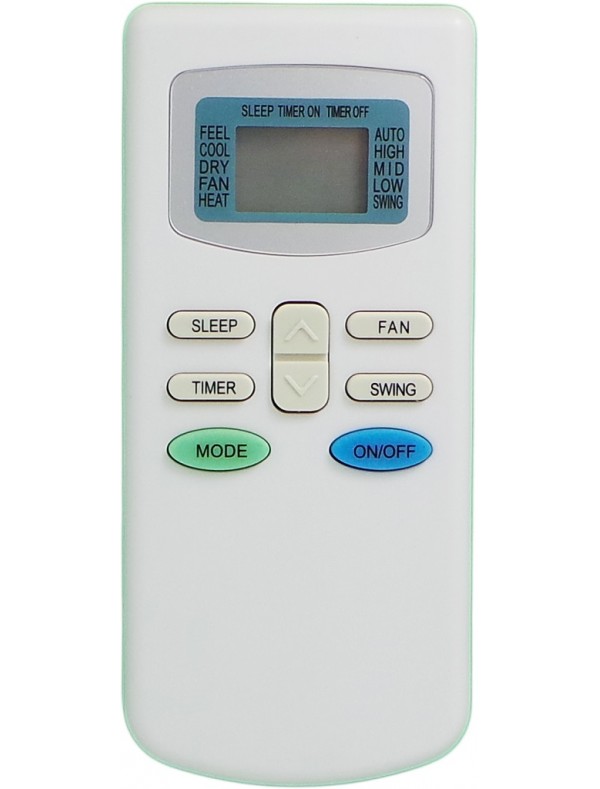 SLEEP TIMER ON TIMER OFF
FEEL
COOL
DRY
FAN
HEAT
AUTO
HIGH
MID
LOW
SWING
SLEEP
FAN
TIMER
SWING
MODE
ON/OFF